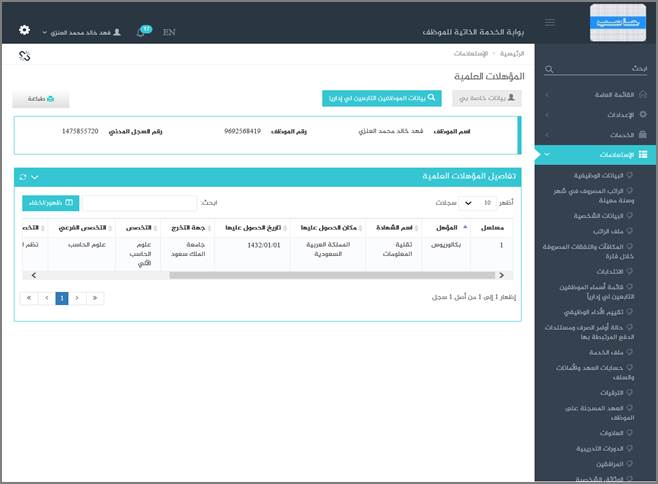 بوابة الخدمة الذاتية للموظف
EN
17
فهد خالد محمد العنزي
الرئيسية - الإستعلامات
المؤهلات العلمية
بيانات خاصة بي
بيانات الموظفين التابعين لي إداريا
طباعة
اسم الموظف
فهد خالد محمد العنزي
رقم الموظف
9692568419
رقم السجل المدني
1475855720
تفاصيل المؤهلات العلمية
أظهر 10 سجلات
ابحث:
ظهور/خفاء
مسلسل المؤهل اسم الشهادة مكان الحصول عليها تاريخ الحصول عليها جهة التخرج التخصص التخصص الفرعي التخص
1 بكالوريوس تقنية المعلومات المملكة العربية السعودية 1432/01/01 جامعة الملك سعود علوم الحاسب الآلي علوم الحاسب نظم ا
إظهار 1 إلى 1 من أصل 1 سجل
« < 1 > »
ابحث
القائمة العامة
الإعدادات
الخدمات
الإستعلامات
البيانات الوظيفية
الراتب المصروف في شهر
وسنة معينة
البيانات الشخصية
ملف الراتب
المكافآت والنفقات المصروفة
خلال فترة
الانتدابات
قائمة أسماء الموظفين
التابعين لي إدارياً
تقييم الأداء الوظيفي
حالة أوامر الصرف ومستندات
الدفع المرتبطة بها
ملف الخدمة
حسابات العهد والأمانات
والسلف
الترقيات
العهد المسجلة على
الموظف
العلاوات
الدورات التدريبية
المرافقين
الوثائق الشخصية